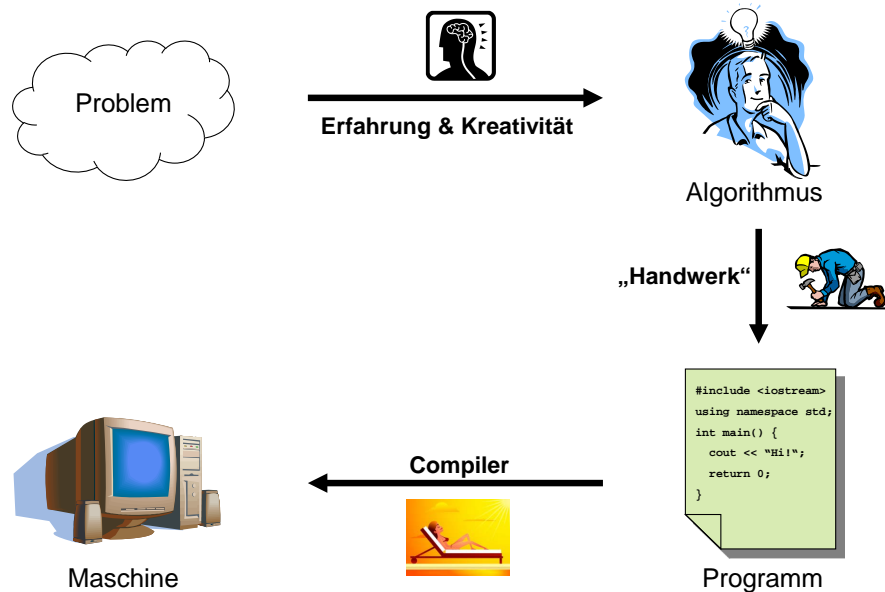 Problem
Erfahrung & Kreativität
Algorithmus
„Handwerk“
#include <iostream>
using namespace std;
int main() {
cout << “Hi!“;
return 0;
}
Programm
Compiler
Maschine